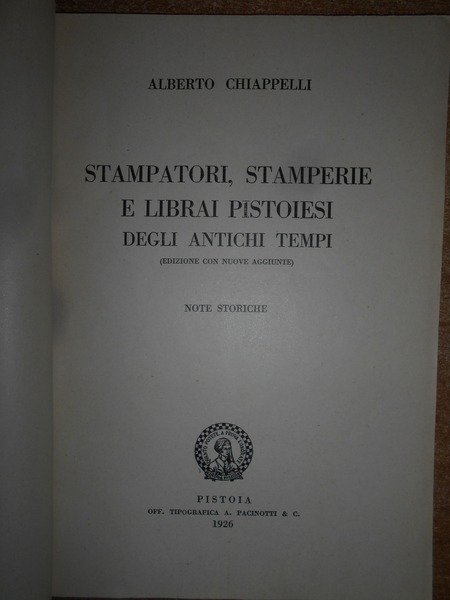 ALBERTO CHIAPPELLI
STAMPATORI, STAMPERIE
E LIBRAI PISTOIESI
DEGLI ANTICHI TEMPI
(EDIZIONE CON NUOVE AGGIUNTE)
NOTE STORICHE
PISTOIA
OFF. TIPOGRAFICA A. PACINOTTI & C.
1926